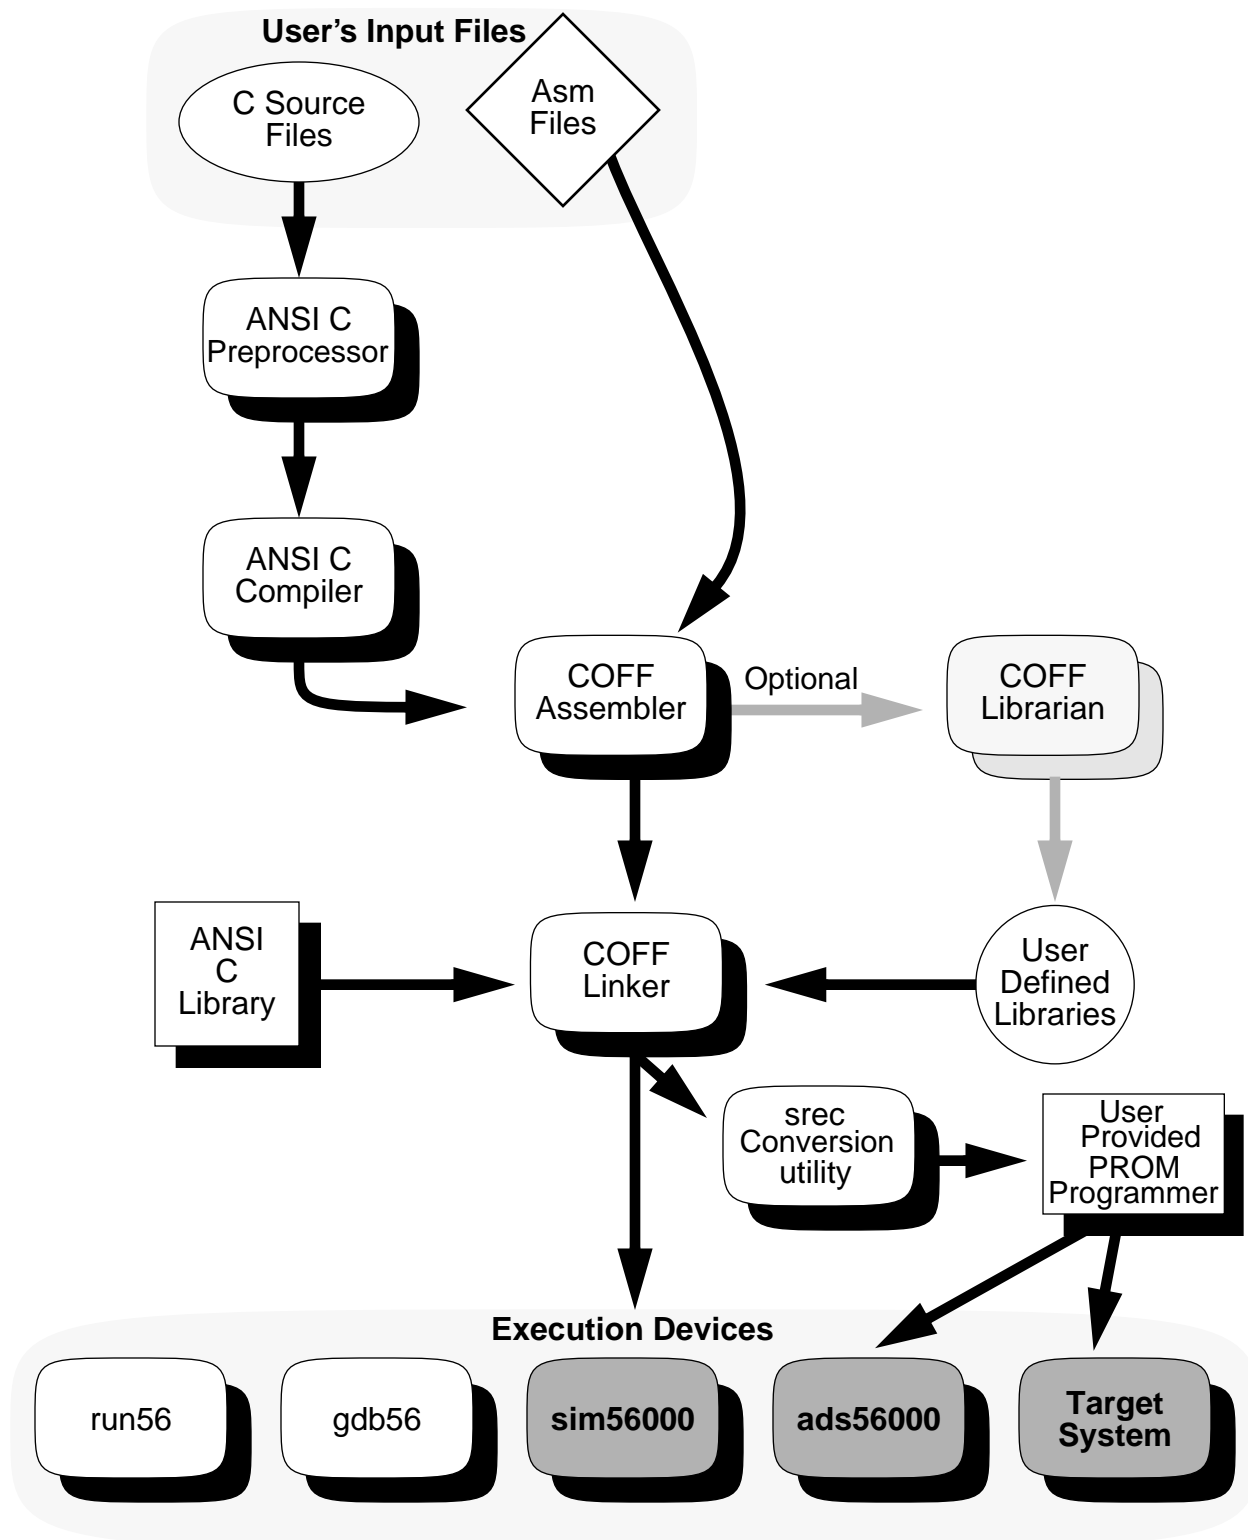 User's Input Files
C Source
Files
Asm
Files
ANSI C
Preprocessor
ANSI C
Compiler
COFF
Assembler
Optional
COFF
Librarian
ANSI
C
Library
COFF
Linker
User
Defined
Libraries
srec
Conversion
utility
User
Provided
PROM
Programmer
Execution Devices
run56
gdb56
sim56000
ads56000
Target
System